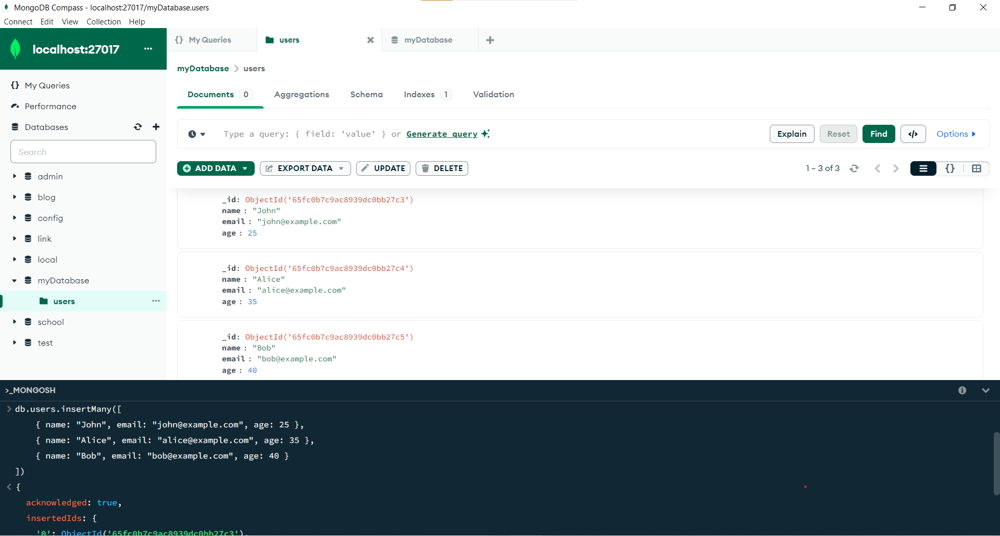 MongoDB Compass - localhost:27017/myDatabase.users
Connect Edit View Collection Help
localhost:27017 ...
{} My Queries
users
myDatabase
myDatabase > users
My Queries
Performance
Databases
Search
admin
blog
config
link
local
myDatabase
users ...
school
test
Documents 0 Aggregations Schema Indexes 1 Validation
Type a query: { field: 'value' } or Generate query
Explain Reset Find </> Options
ADD DATA EXPORT DATA UPDATE DELETE
1 – 3 of 3 {}
_id: ObjectId('65fc0b7c9ac8939dc0bb27c3')
name : "John"
email : "john@example.com"
age : 25
_id: ObjectId('65fc0b7c9ac8939dc0bb27c4')
name : "Alice"
email : "alice@example.com"
age : 35
_id: ObjectId('65fc0b7c9ac8939dc0bb27c5')
name : "Bob"
email : "bob@example.com"
age : 40
>_MONGOSH
> db.users.insertMany([
{ name: "John", email: "john@example.com", age: 25 },
{ name: "Alice", email: "alice@example.com", age: 35 },
{ name: "Bob", email: "bob@example.com", age: 40 }
])
< {
acknowledged: true,
insertedIds: {
'0': ObjectId('65fc0b7c9ac8939dc0bb27c3'),